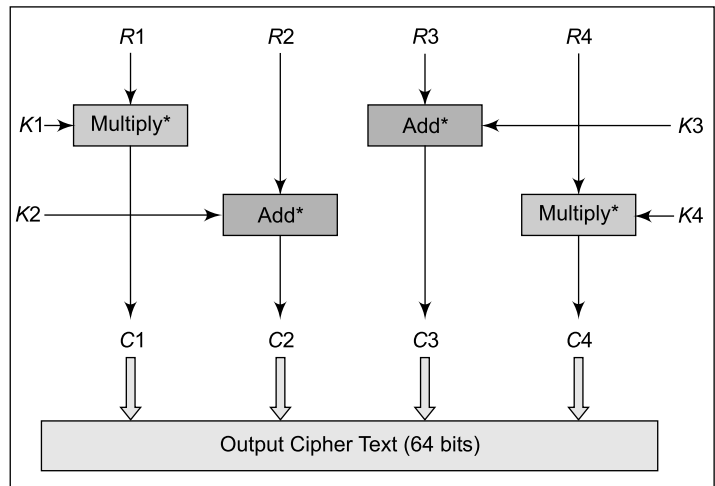 R1 R2 R3 R4
K1 Multiply* Add* K3
K2 Add* Multiply* K4
C1 C2 C3 C4
Output Cipher Text (64 bits)